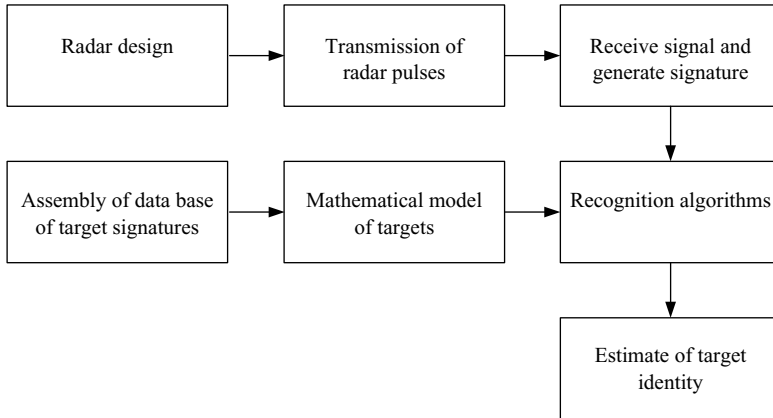 Radar design
Transmission of
radar pulses
Receive signal and
generate signature
Assembly of data base
of target signatures
Mathematical model
of targets
Recognition algorithms
Estimate of target
identity